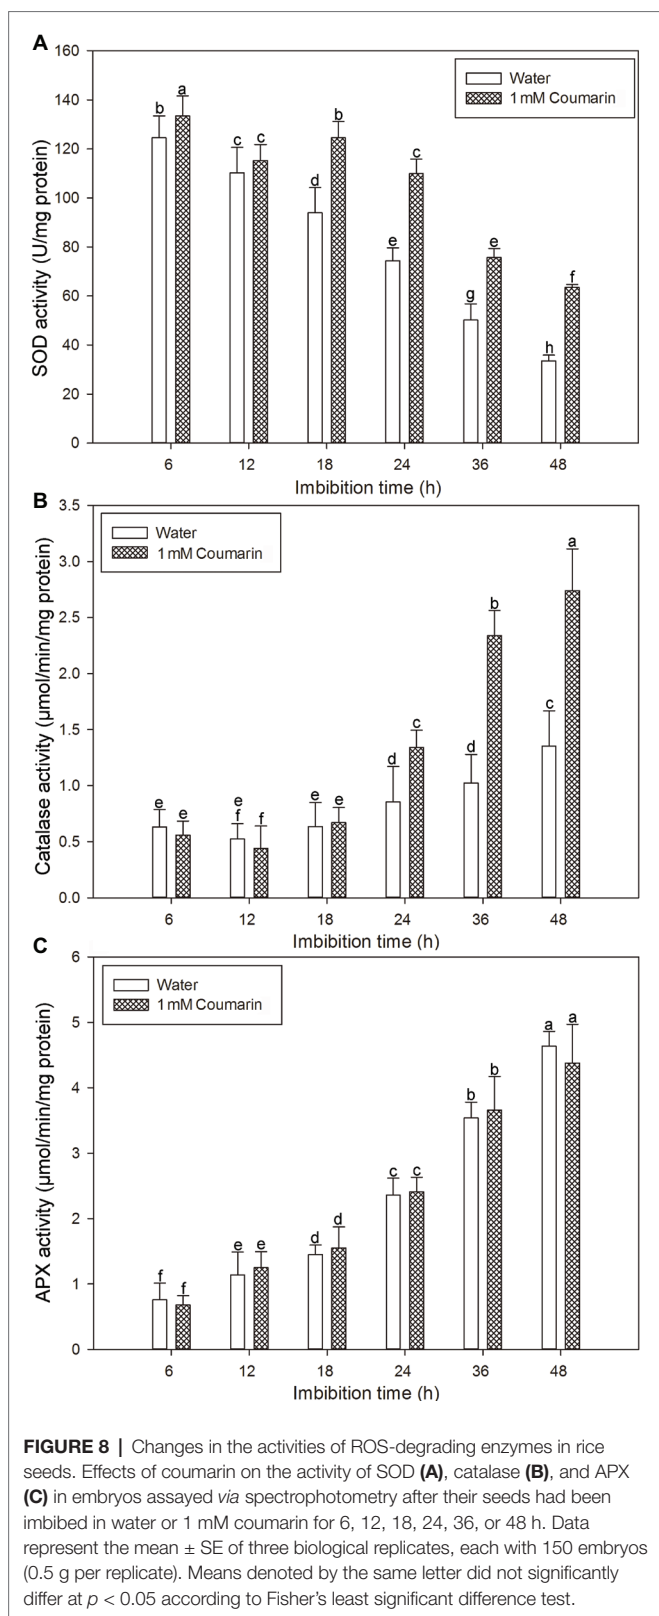 A
160
140
120
100
80
60
40
20
0
SOD activity (U/mg protein)
Water
1 mM Coumarin
b a
c c
d b
e c
g e
h f
6 12 18 24 36 48
Imbibition time (h)
B
3.5
3.0
2.5
2.0
1.5
1.0
0.5
0.0
Catalase activity (μmol/min/mg protein)
Water
1 mM Coumarin
e e
e
f f
e e
d c
d b
c a
6 12 18 24 36 48
Imbibition time (h)
C
6
5
4
3
2
1
0
APX activity (μmol/min/mg protein)
Water
1 mM Coumarin
f f
e e
d d
c c
b b
a a
6 12 18 24 36 48
Imbibition time (h)
FIGURE 8 | Changes in the activities of ROS-degrading enzymes in rice
seeds. Effects of coumarin on the activity of SOD (A), catalase (B), and APX
(C) in embryos assayed via spectrophotometry after their seeds had been
imbibed in water or 1 mM coumarin for 6, 12, 18, 24, 36, or 48 h. Data
represent the mean ± SE of three biological replicates, each with 150 embryos
(0.5 g per replicate). Means denoted by the same letter did not significantly
differ at p < 0.05 according to Fisher's least significant difference test.